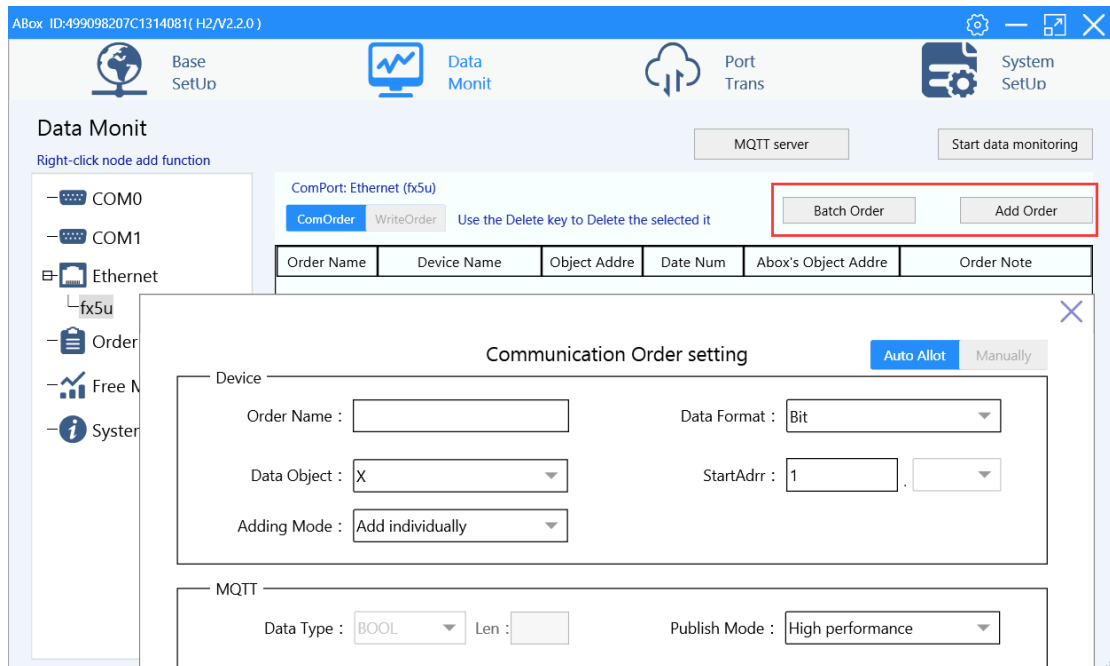 ABox ID:499098207C1314081( H2/V2.2.0 )
Base
SetUp
Data
Monit
Port
Trans
System
SetUp
Data Monit
MQTT server
Start data monitoring
Right-click node add function
COM0
COM1
Ethernet
fx5u
Order
Free
Syster
ComPort: Ethernet (fx5u)
ComOrder
WriteOrder
Use the Delete key to Delete the selected it
Batch Order
Add Order
Order Name
Device Name
Object Addre
Date Num
Abox's Object Addre
Order Note
Communication Order setting
Auto Allot
Manually
Device
Order Name :
Data Format : Bit
Data Object : X
StartAdrr : 1 .
Adding Mode : Add individually
MQTT
Data Type : BOOL
Len :
Publish Mode : High performance